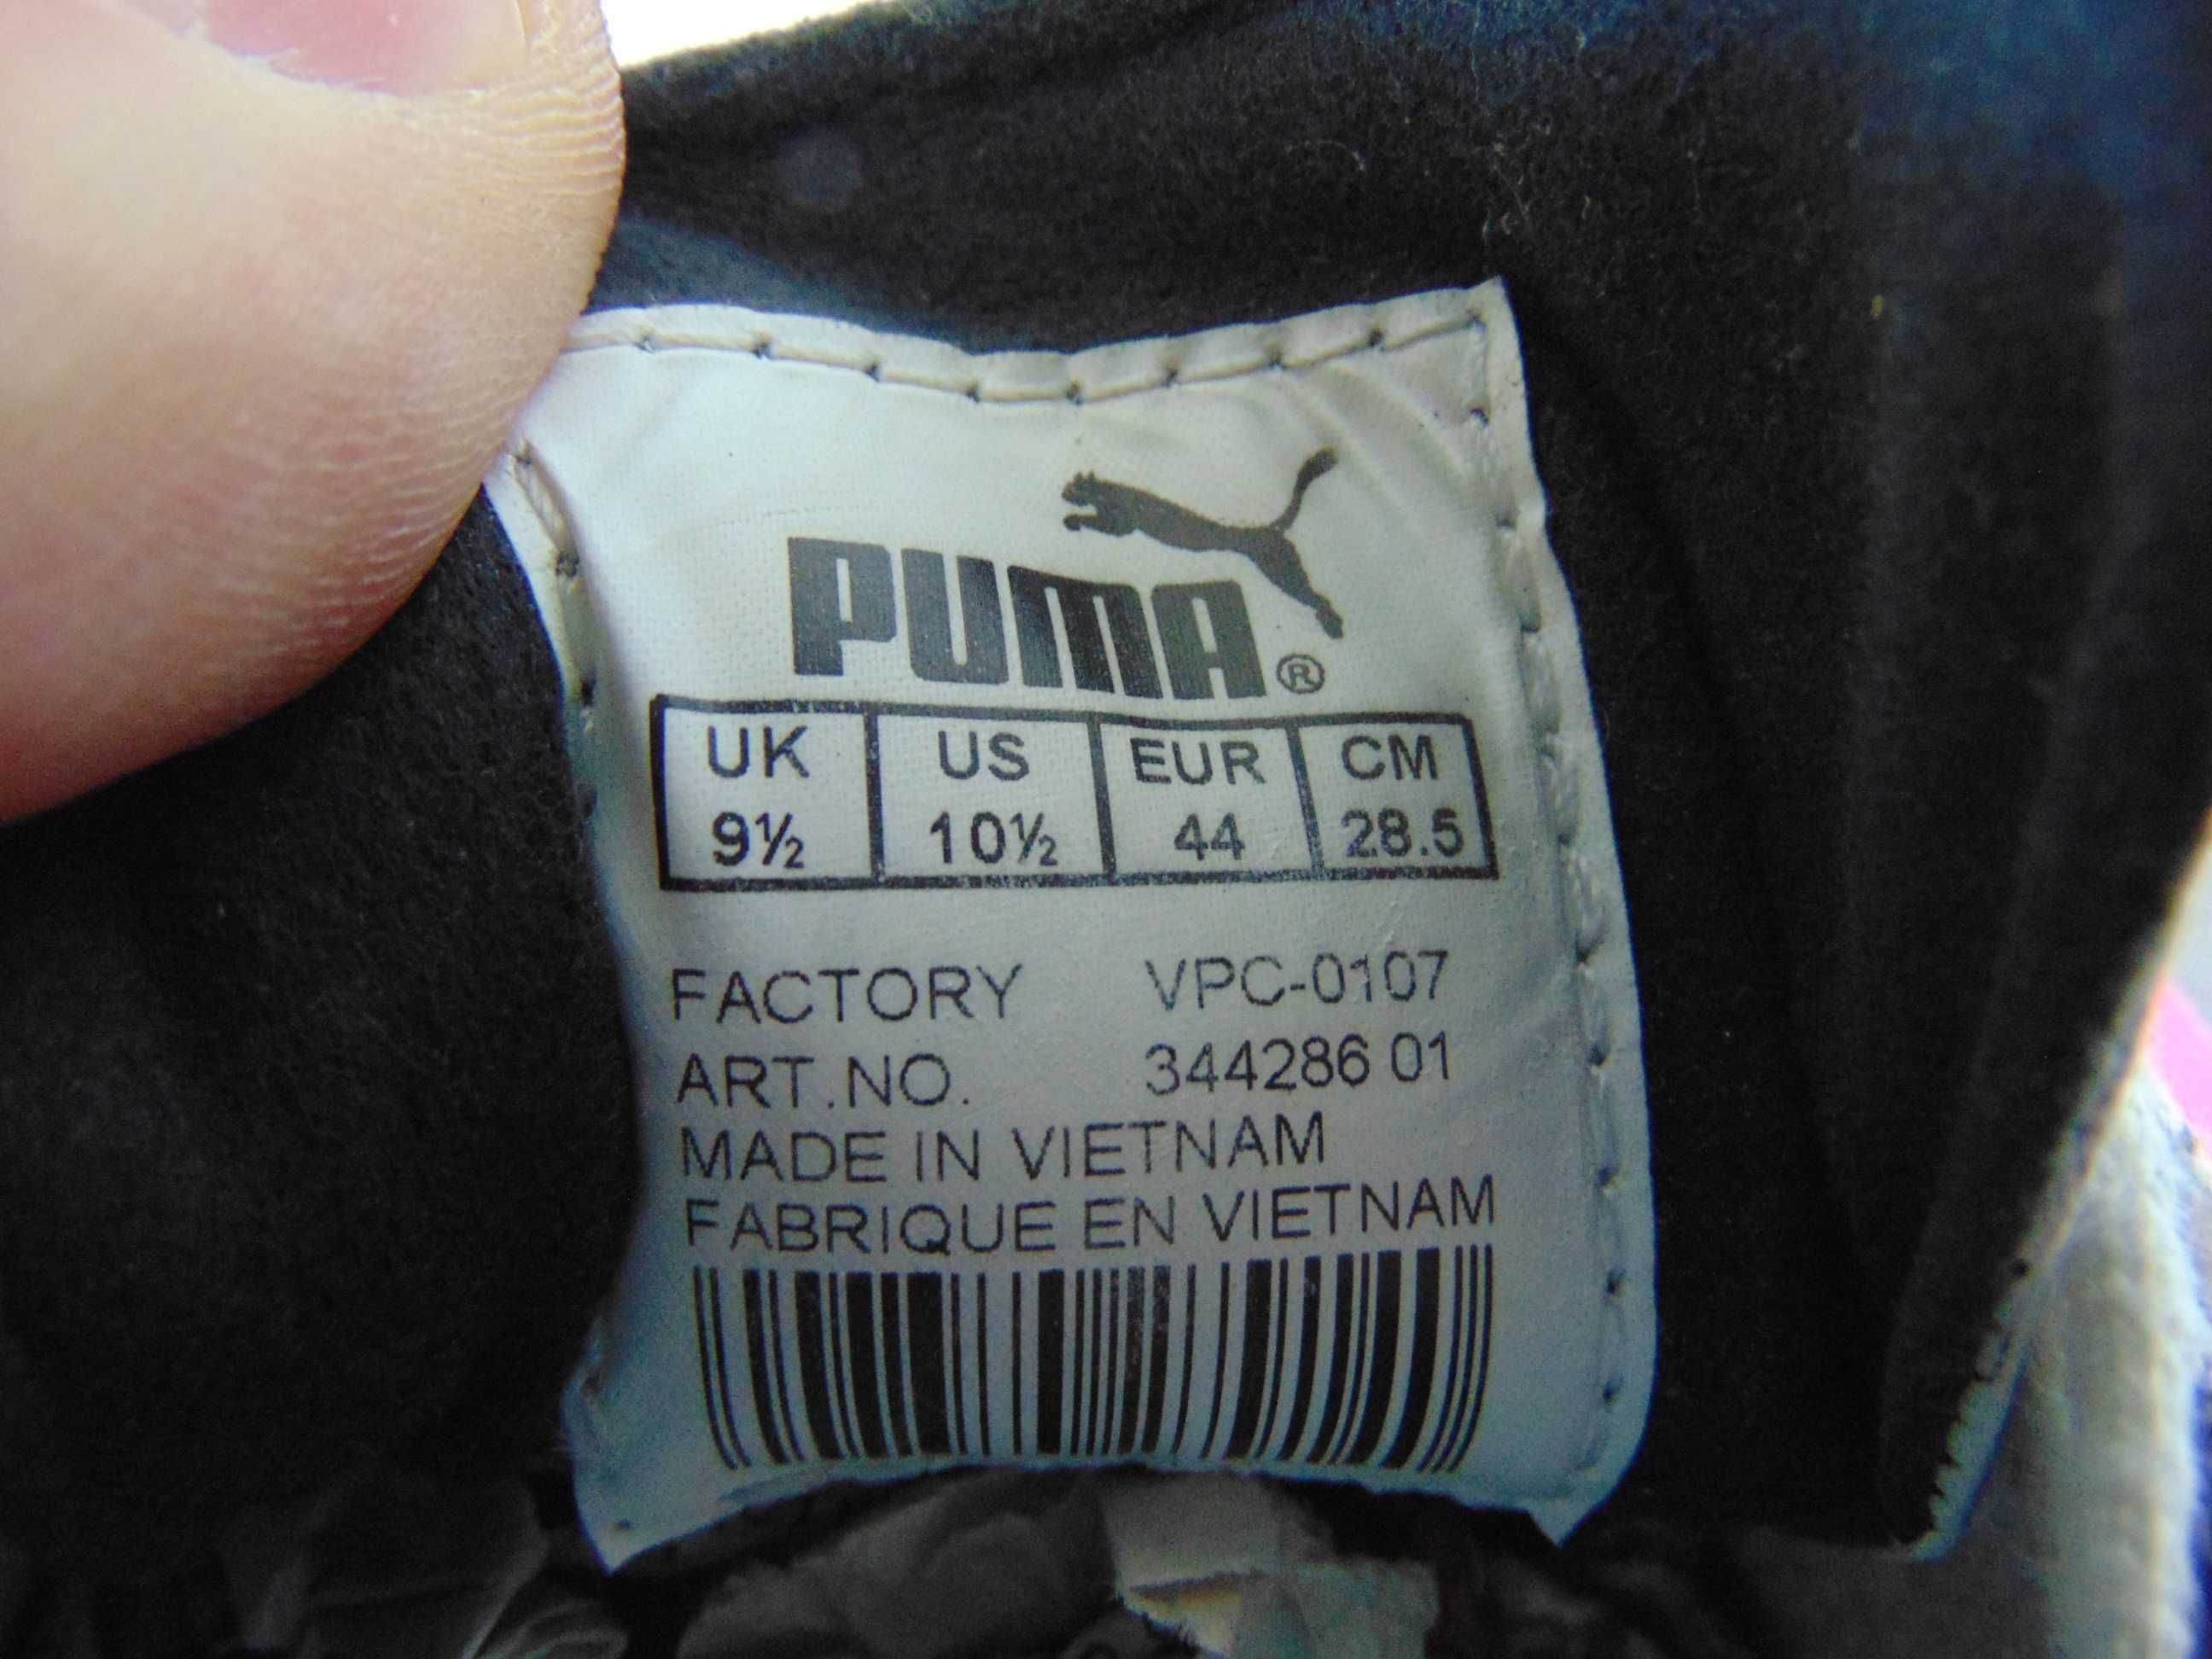 PUMA®
UK US EUR CM
9½ 10½ 44 28.5
FACTORY VPC-0107
ART.NO. 344286 01
MADE IN VIETNAM
FABRIQUE EN VIETNAM